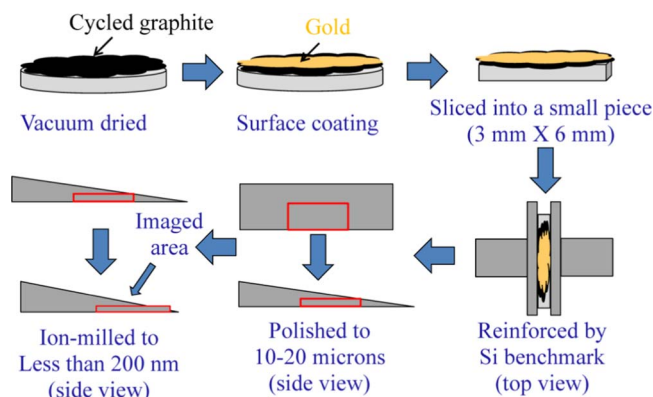 Cycled graphite
Gold
Vacuum dried
Surface coating
Sliced into a small piece
(3 mm X 6 mm)
Imaged
area
Ion-milled to
Less than 200 nm
(side view)
Polished to
10-20 microns
(side view)
Reinforced by
Si benchmark
(top view)